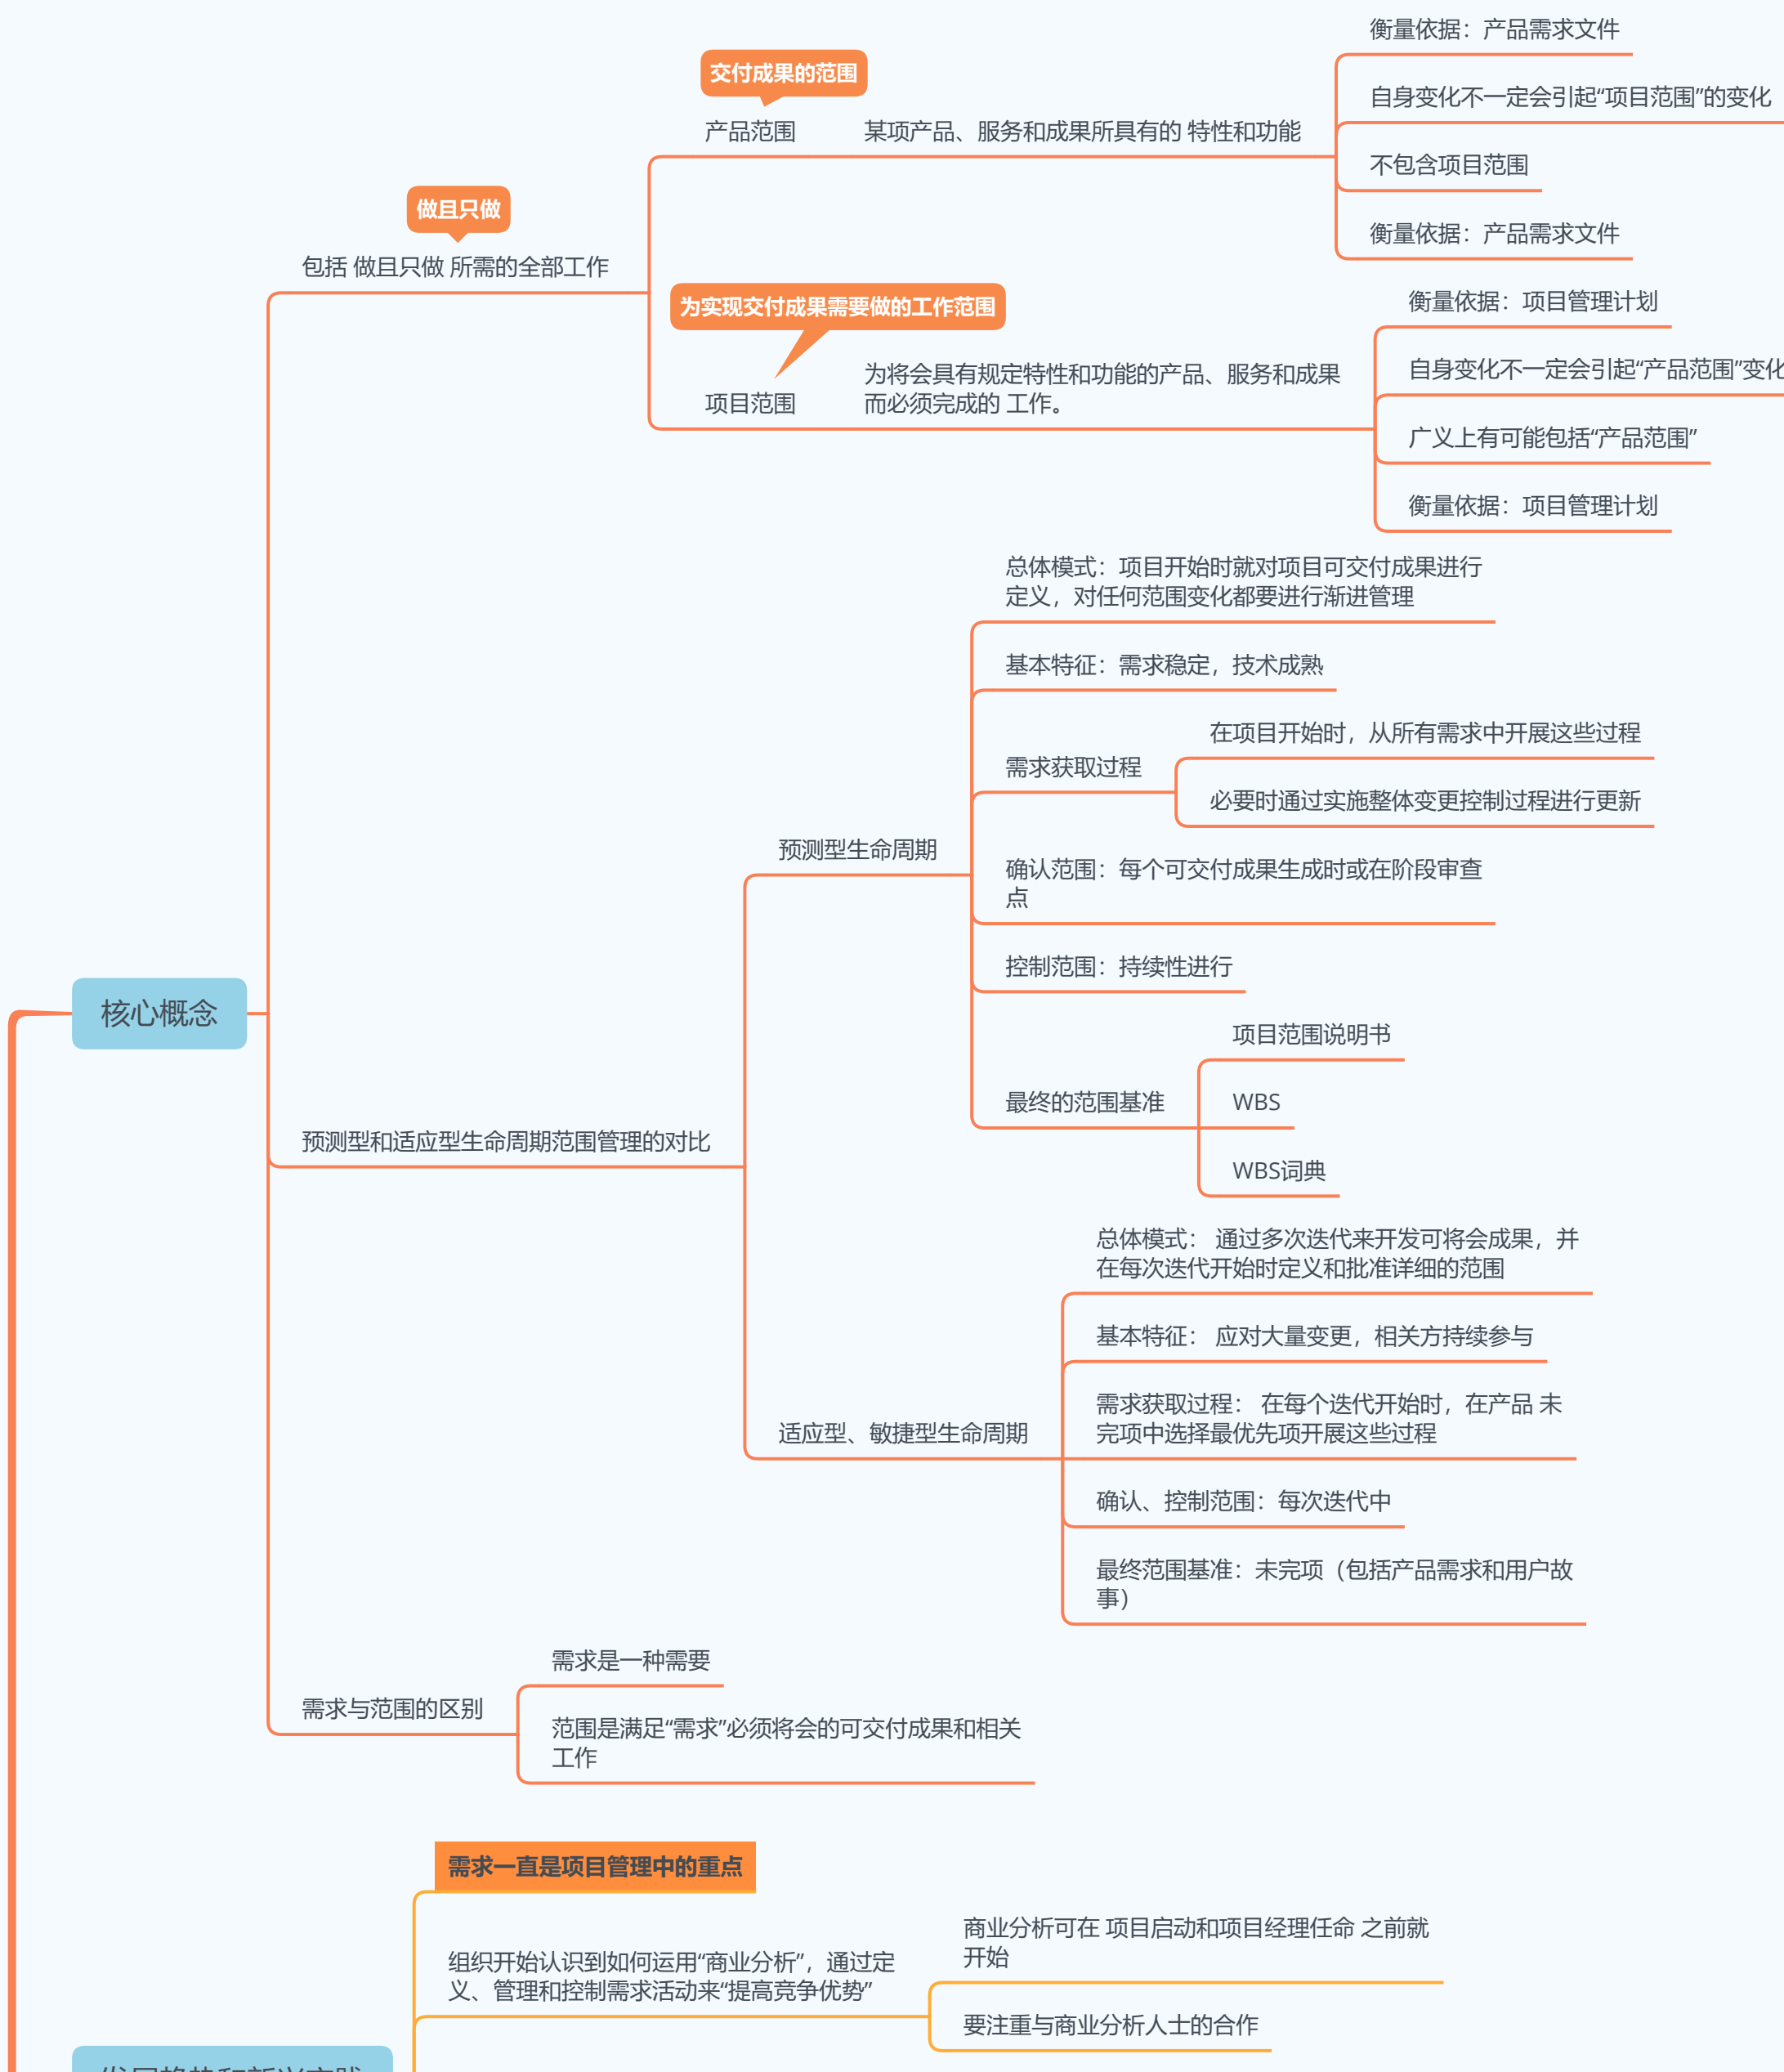 衡量依据：产品需求文件
交付成果的范围
自身变化不一定会引起“项目范围”的变化
产品范围
某项产品、服务和成果所具有的 特性和功能
不包含项目范围
做且只做
衡量依据：产品需求文件
包括 做且只做 所需的全部工作
为实现交付成果需要做的工作范围
衡量依据：项目管理计划
自身变化不一定会引起“产品范围”变化
为将会具有规定特性和功能的产品、服务和成果
而必须完成的 工作。
项目范围
广义上有可能包括“产品范围”
衡量依据：项目管理计划
总体模式：项目开始时就对项目可交付成果进行
定义，对任何范围变化都要进行渐进管理
基本特征：需求稳定，技术成熟
在项目开始时，从所有需求中开展这些过程
需求获取过程
必要时通过实施整体变更控制过程进行更新
预测型生命周期
确认范围：每个可交付成果生成时或在阶段审查
点
控制范围：持续性进行
核心概念
项目范围说明书
最终的范围基准
WBS
预测型和适应型生命周期范围管理的对比
WBS词典
总体模式： 通过多次迭代来开发可将会成果，并
在每次迭代开始时定义和批准详细的范围
基本特征： 应对大量变更，相关方持续参与
需求获取过程： 在每个迭代开始时，在产品 未
完项中选择最优先项开展这些过程
适应型、敏捷型生命周期
确认、控制范围：每次迭代中
最终范围基准：未完项（包括产品需求和用户故
事）
需求是一种需要
需求与范围的区别
范围是满足“需求”必须将会的可交付成果和相关
工作
需求一直是项目管理中的重点
商业分析可在 项目启动和项目经理任命 之前就
开始
组织开始认识到如何运用“商业分析”，通过定
义、管理和控制需求活动来“提高竞争优势”
要注重与商业分析人士的合作